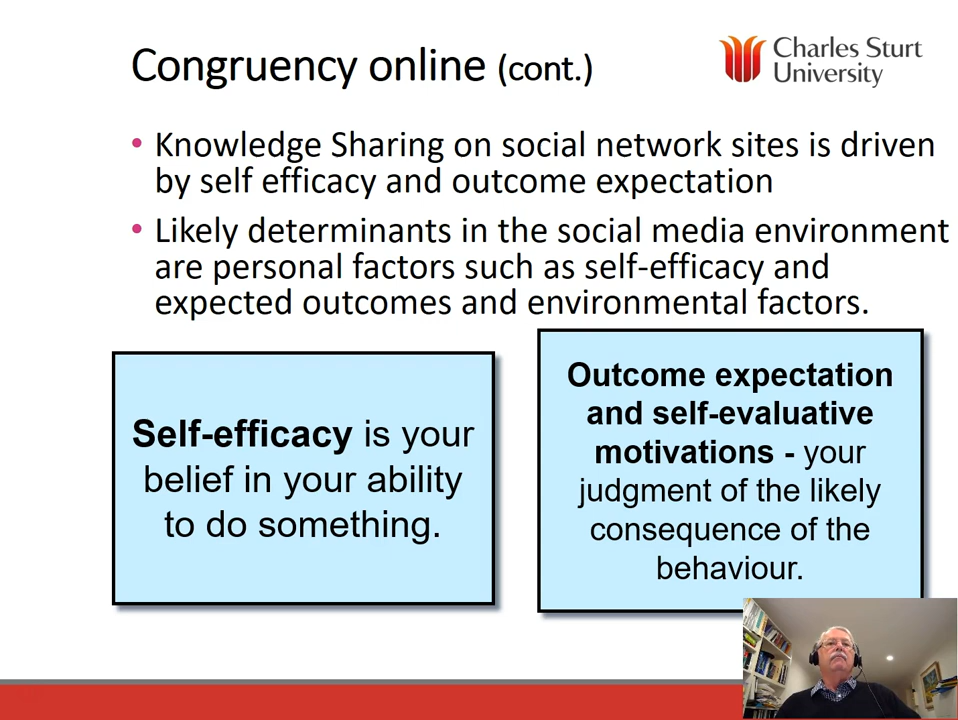 Congruency online (cont.)
Charles Sturt
University
• Knowledge Sharing on social network sites is driven
by self efficacy and outcome expectation
• Likely determinants in the social media environment
are personal factors such as self-efficacy and
expected outcomes and environmental factors.
Self-efficacy is your
belief in your ability
to do something.
Outcome expectation
and self-evaluative
motivations - your
judgment of the likely
consequence of the
behaviour.